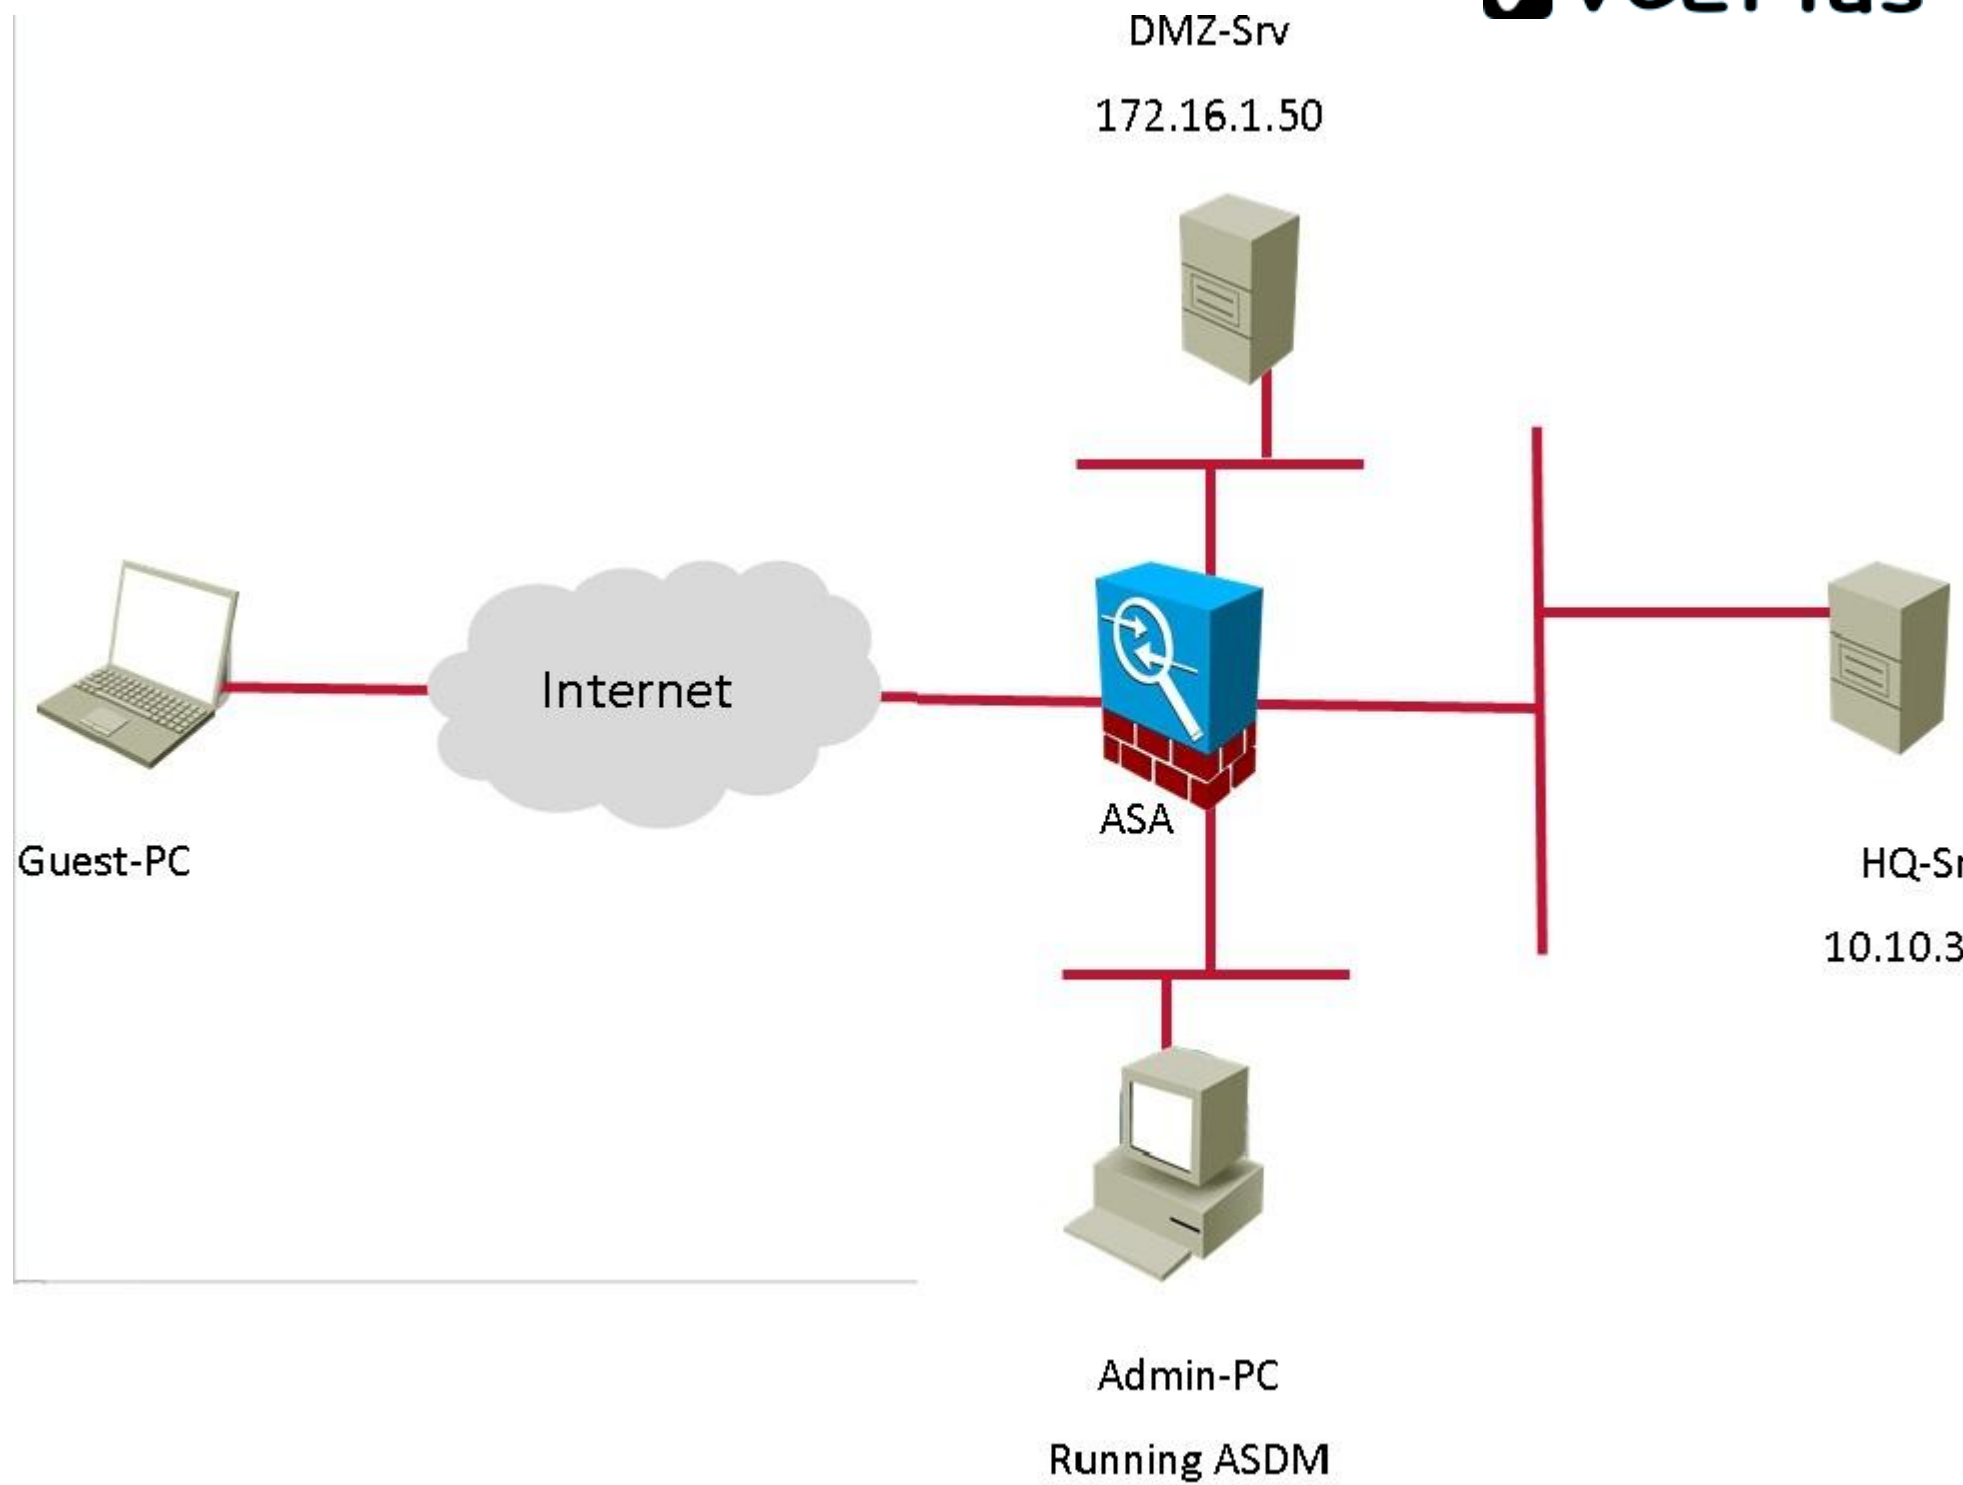 DMZ-Srv
172.16.1.50
Internet
ASA
Guest-PC
Admin-PC
Running ASDM